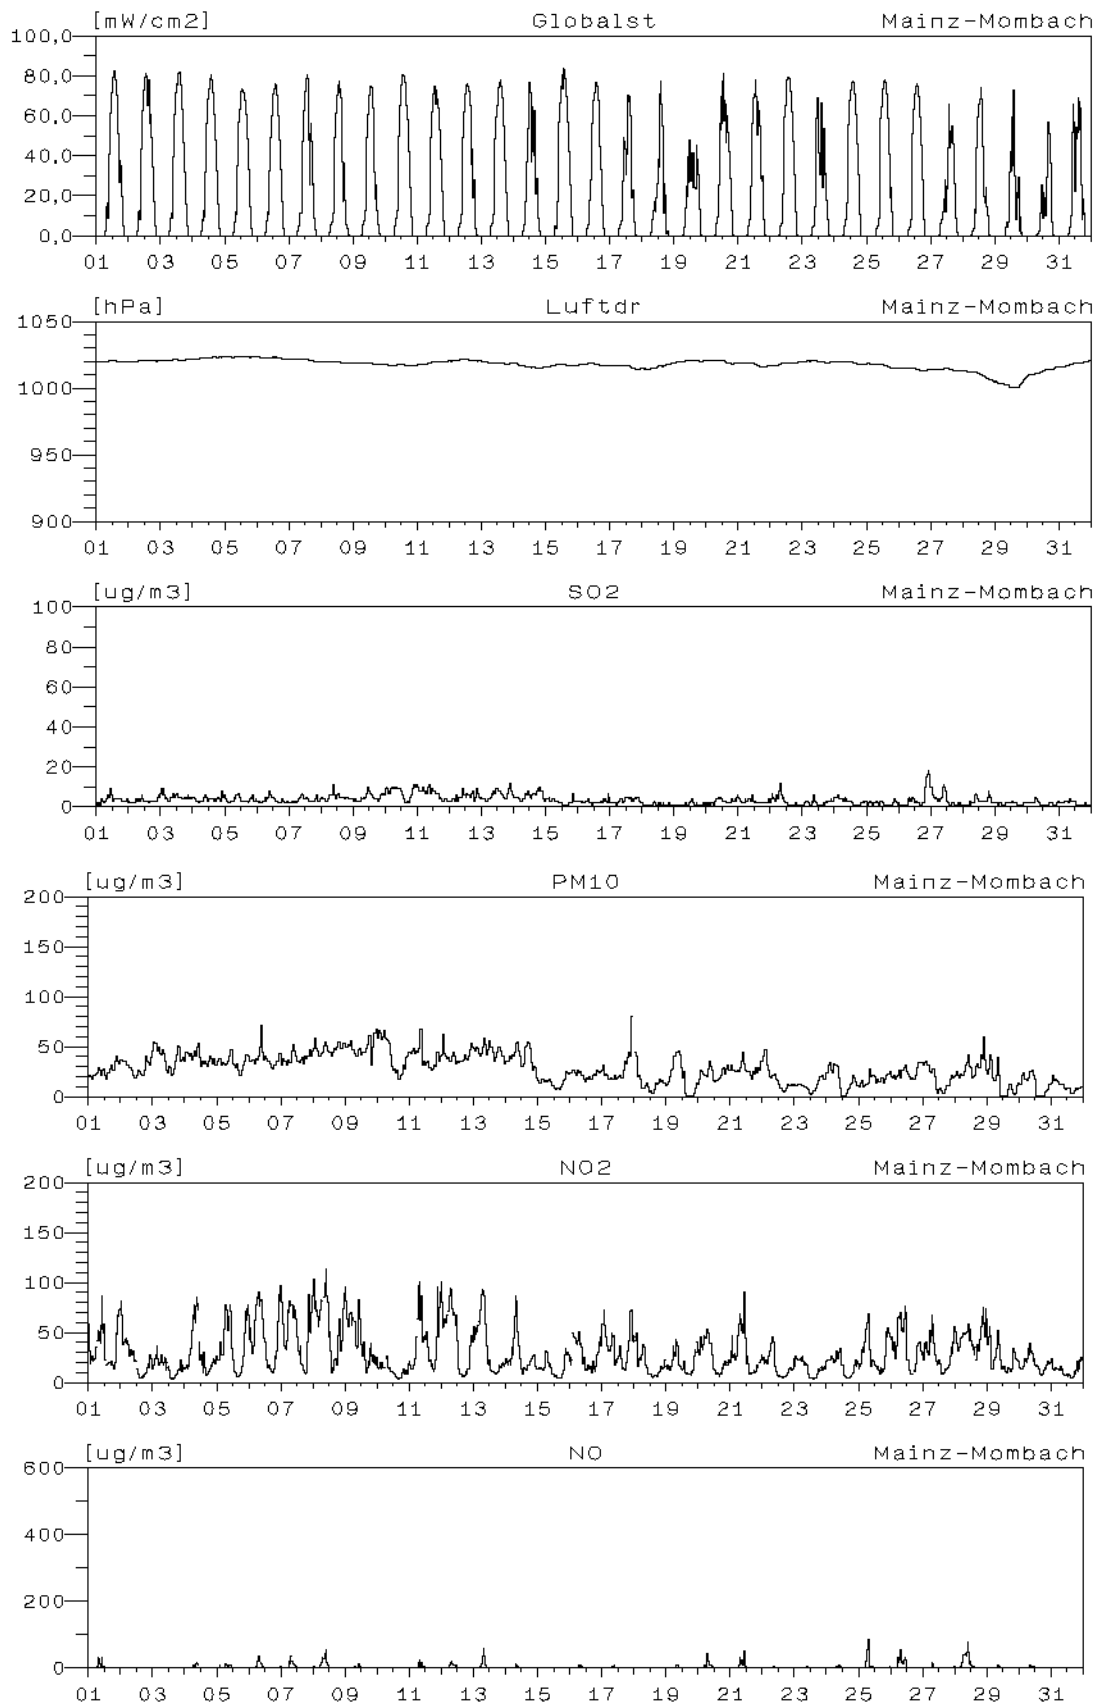 [mW/cm2] Globalst Mainz-Mombach
100,0
80,0
60,0
40,0
20,0
0,0
01 03 05 07 09 11 13 15 17 19 21 23 25 27 29 31
[hPa] Luftdr Mainz-Mombach
1050
1000
950
900
01 03 05 07 09 11 13 15 17 19 21 23 25 27 29 31
[ug/m3] SO2 Mainz-Mombach
100
80
60
40
20
0
01 03 05 07 09 11 13 15 17 19 21 23 25 27 29 31
[ug/m3] PM10 Mainz-Mombach
200
150
100
50
0
01 03 05 07 09 11 13 15 17 19 21 23 25 27 29 31
[ug/m3] NO2 Mainz-Mombach
200
150
100
50
0
01 03 05 07 09 11 13 15 17 19 21 23 25 27 29 31
[ug/m3] NO Mainz-Mombach
600
400
200
0
01 03 05 07 09 11 13 15 17 19 21 23 25 27 29 31